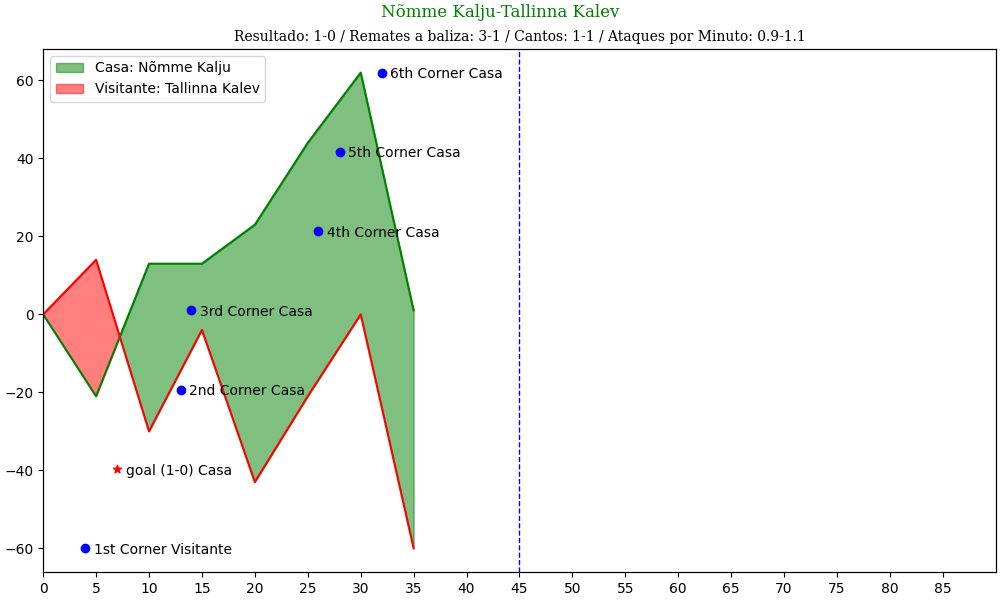 Nõmme Kalju-Tallinna Kalev
Resultado: 1-0 / Remates a baliza: 3-1 / Cantos: 1-1 / Ataques por Minuto: 0.9-1.1
Casa: Nõmme Kalju
Visitante: Tallinna Kalev
6th Corner Casa
5th Corner Casa
4th Corner Casa
3rd Corner Casa
2nd Corner Casa
goal (1-0) Casa
1st Corner Visitante
60
40
20
0
−20
−40
−60
0 5 10 15 20 25 30 35 40 45 50 55 60 65 70 75 80 85